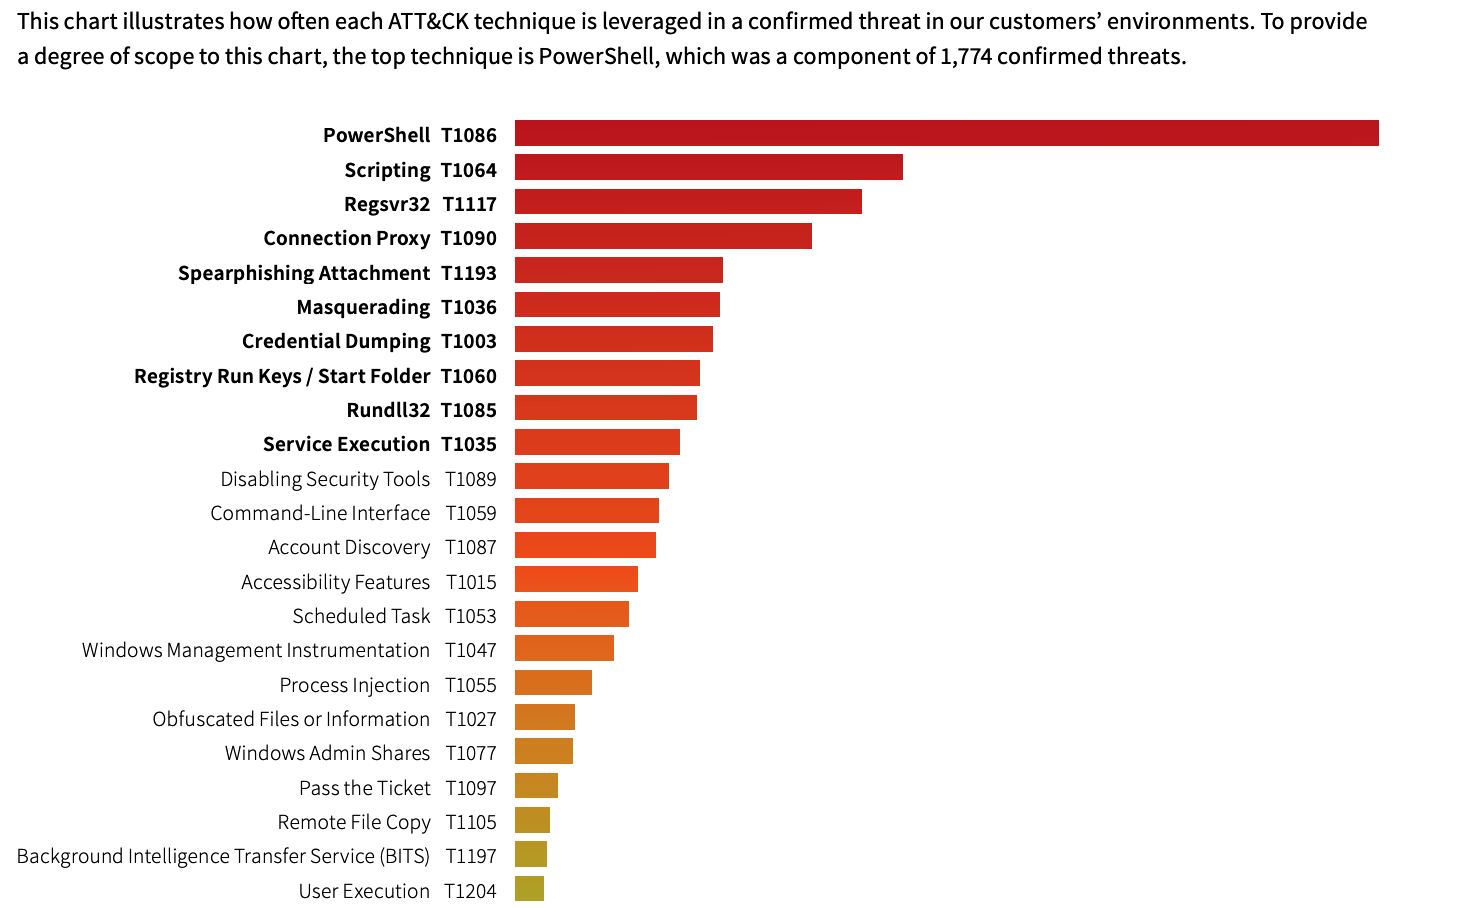 This chart illustrates how often each ATT&CK technique is leveraged in a confirmed threat in our customers’ environments. To provide
a degree of scope to this chart, the top technique is PowerShell, which was a component of 1,774 confirmed threats.
PowerShell T1086
Scripting T1064
Regsvr32 T1117
Connection Proxy T1090
Spearphishing Attachment T1193
Masquerading T1036
Credential Dumping T1003
Registry Run Keys / Start Folder T1060
Rundll32 T1085
Service Execution T1035
Disabling Security Tools T1089
Command-Line Interface T1059
Account Discovery T1087
Accessibility Features T1015
Scheduled Task T1053
Windows Management Instrumentation T1047
Process Injection T1055
Obfuscated Files or Information T1027
Windows Admin Shares T1077
Pass the Ticket T1097
Remote File Copy T1105
Background Intelligence Transfer Service (BITS) T1197
User Execution T1204